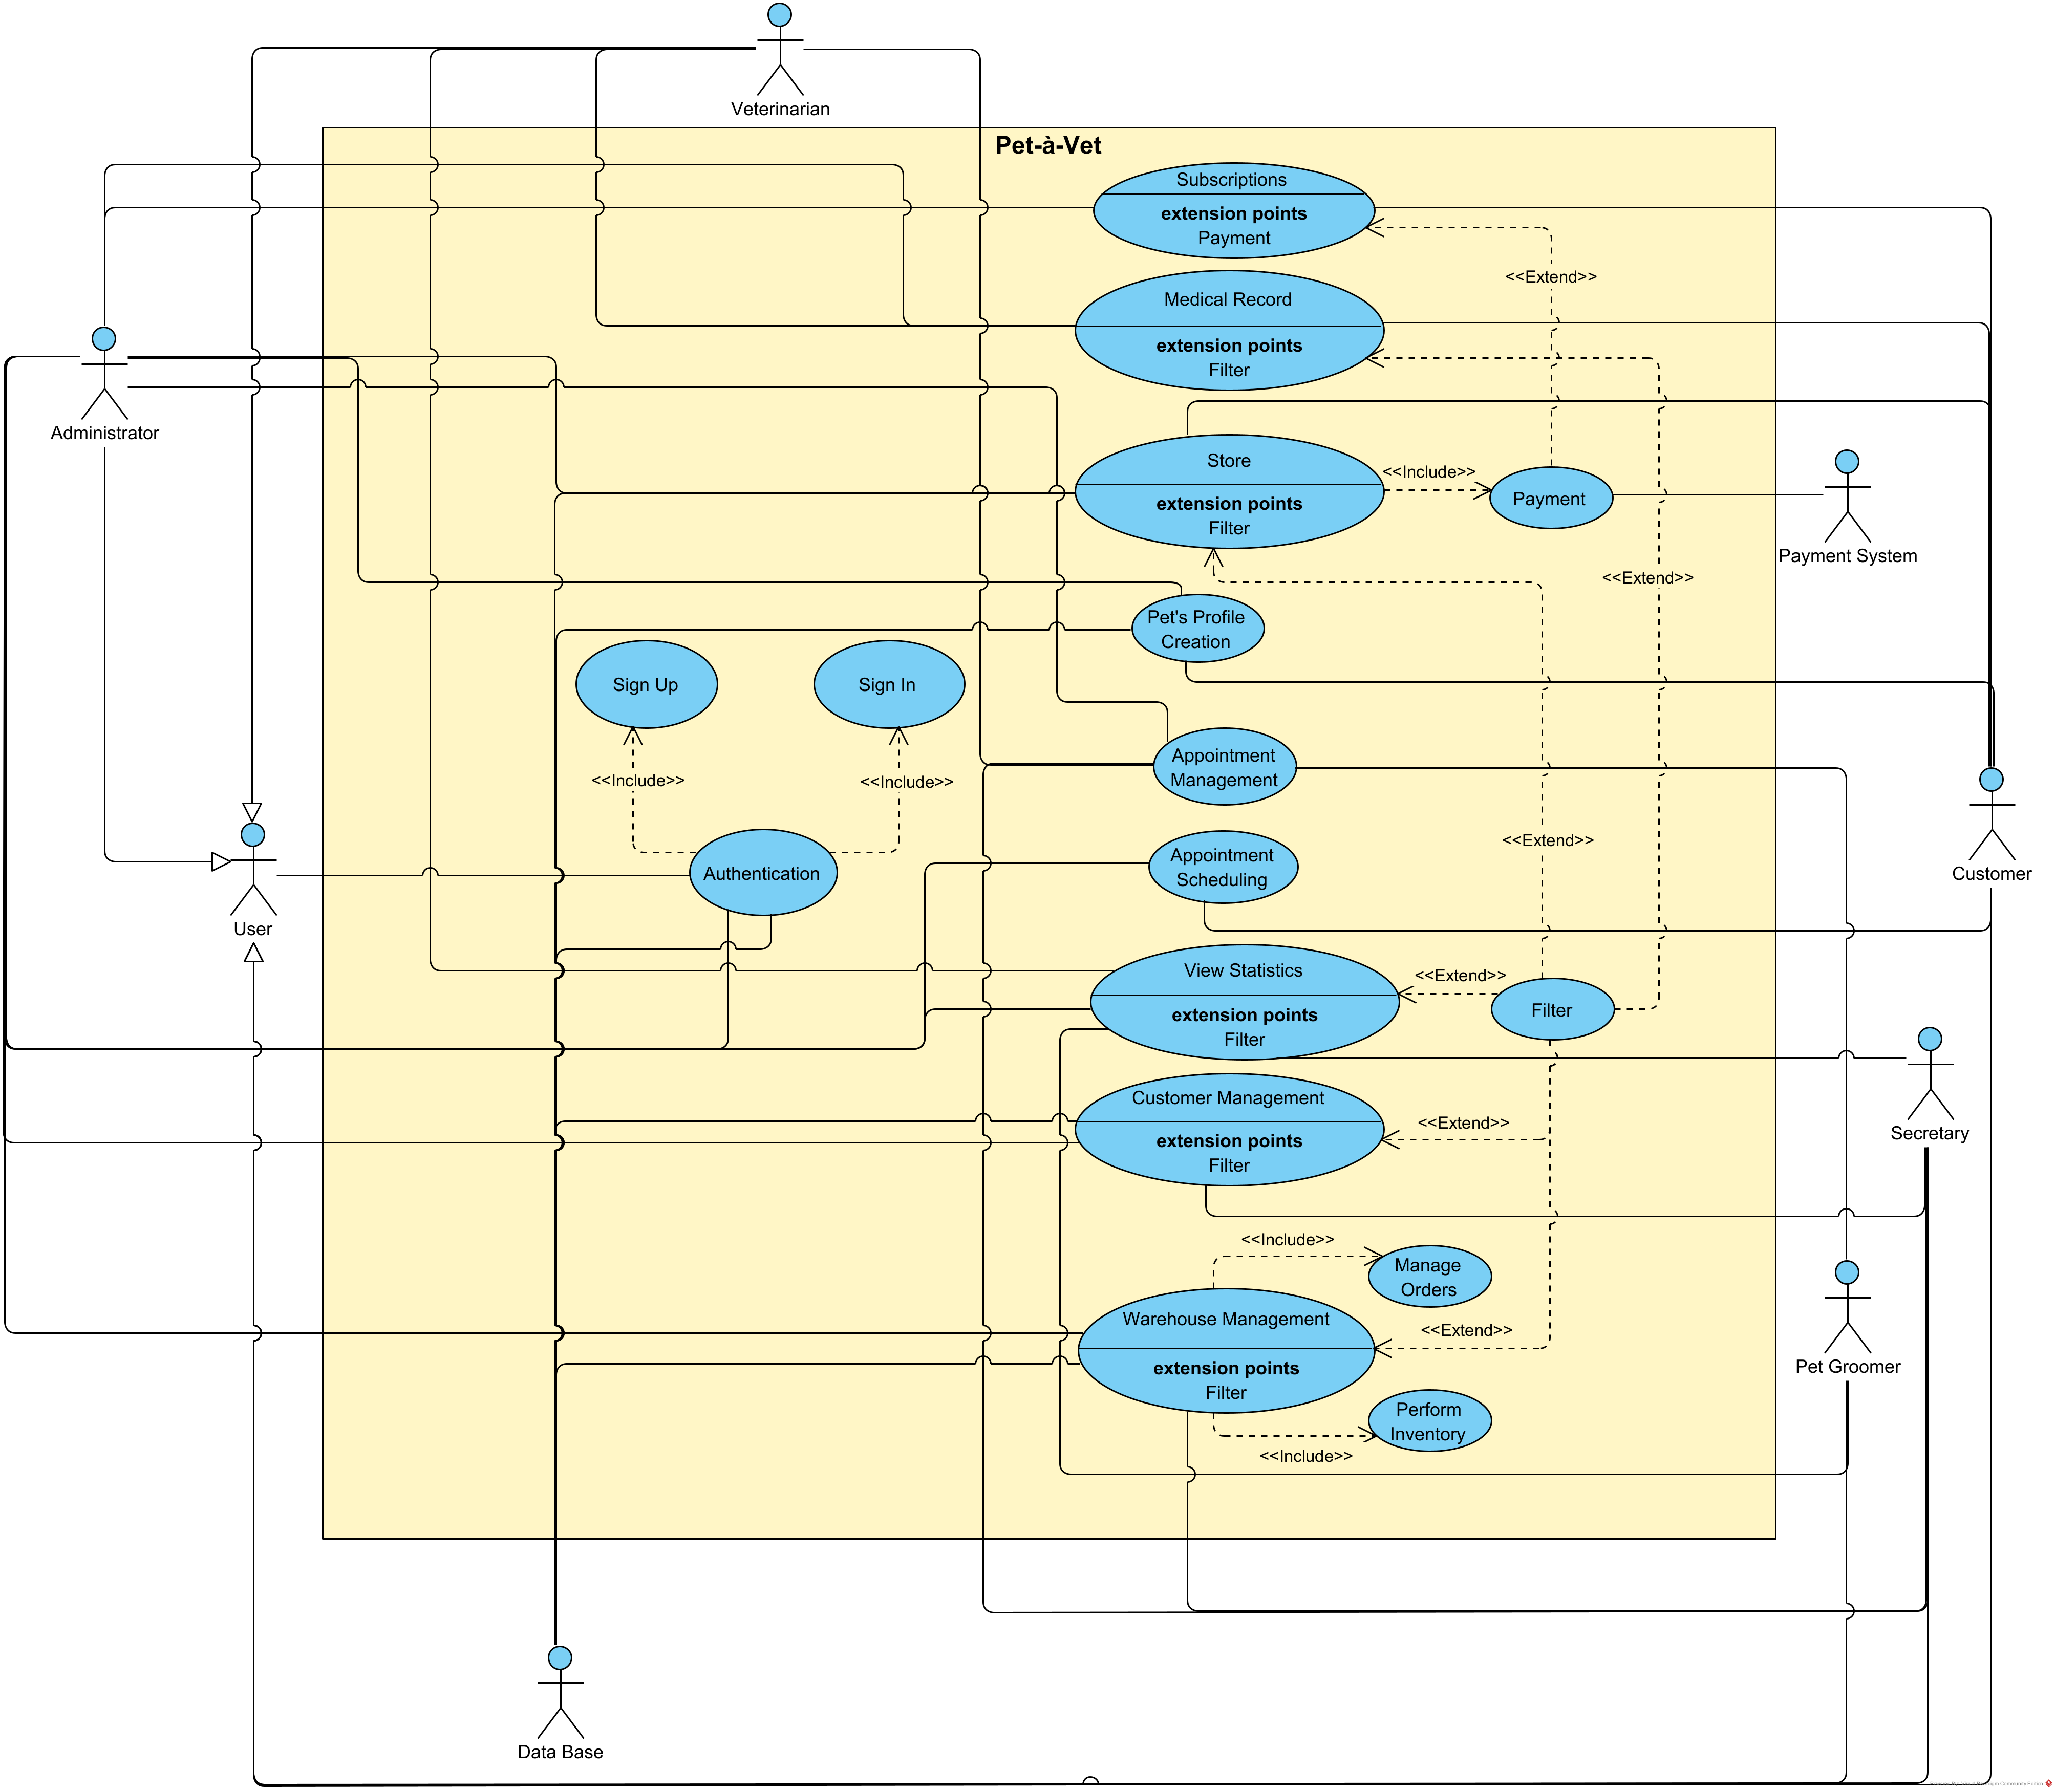 Veterinarian
Pet-à-Vet
Subscriptions
extension points
Payment
<<Extend>>
Medical Record
extension points
Filter
Administrator
Store
extension points
Filter
<<Include>>
Payment
Payment System
<<Extend>>
Pet's Profile
Creation
Sign Up
Sign In
Appointment
Management
<<Include>>
<<Include>>
<<Extend>>
Authentication
Appointment
Scheduling
Customer
User
View Statistics
extension points
Filter
<<Extend>>
Filter
Customer Management
extension points
Filter
<<Extend>>
Secretary
<<Include>>
Manage
Orders
Warehouse Management
extension points
Filter
<<Extend>>
Pet Groomer
Perform
Inventory
<<Include>>
Data Base
Community Edition